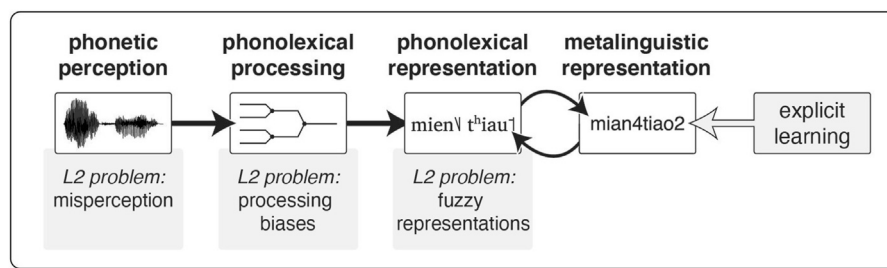 phonetic
perception
phonolexical
processing
phonolexical
representation
metalinguistic
representation
mien˥˩ tʰiau˧˥
mian4tiao2
explicit
learning
L2 problem:
misperception
L2 problem:
processing
biases
L2 problem:
fuzzy
representations